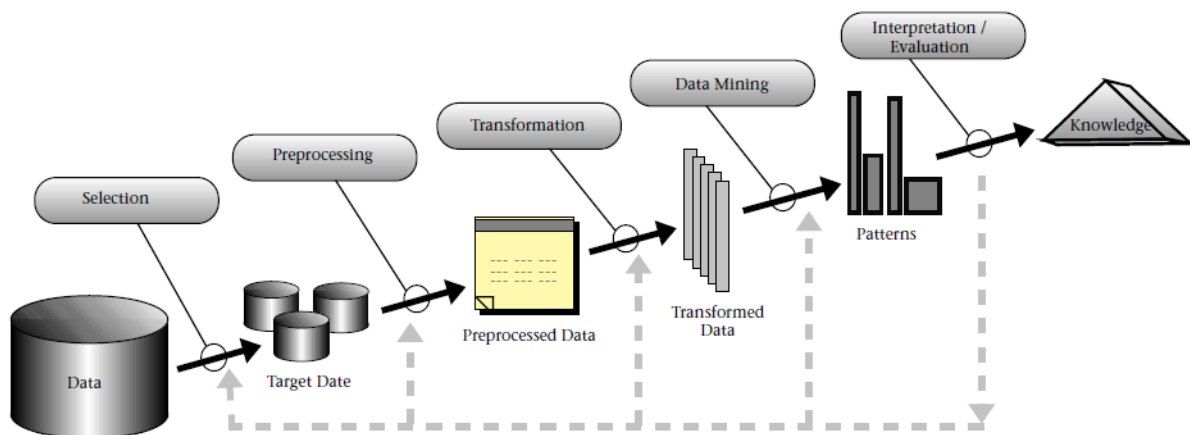 Interpretation /
Evaluation
Data Mining
Transformation
Preprocessing
Selection
Knowledge
Patterns
Transformed
Data
Preprocessed Data
Target Date
Data